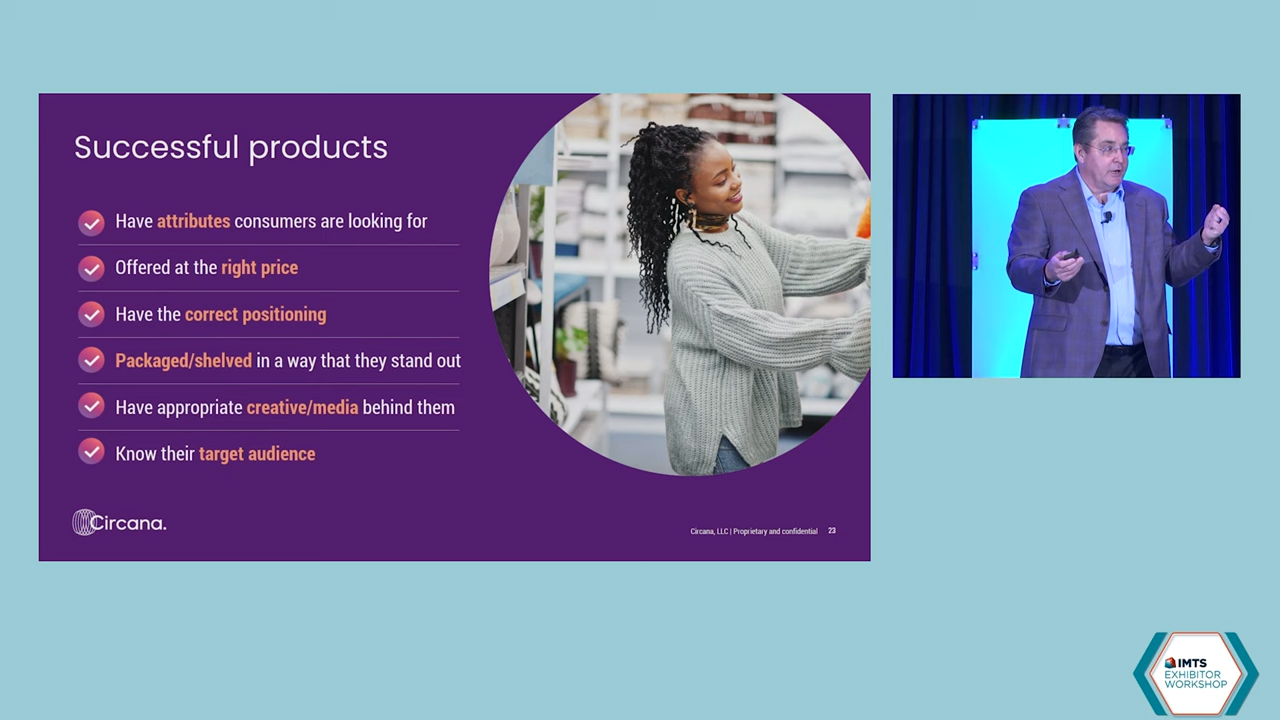 Successful products
Have attributes consumers are looking for
Offered at the right price
Have the correct positioning
Packaged/shelved in a way that they stand out
Have appropriate creative/media behind them
Know their target audience
Circana.
Circana, LLC | Proprietary and confidential 23
IMTS
EXHIBITOR
WORKSHOP